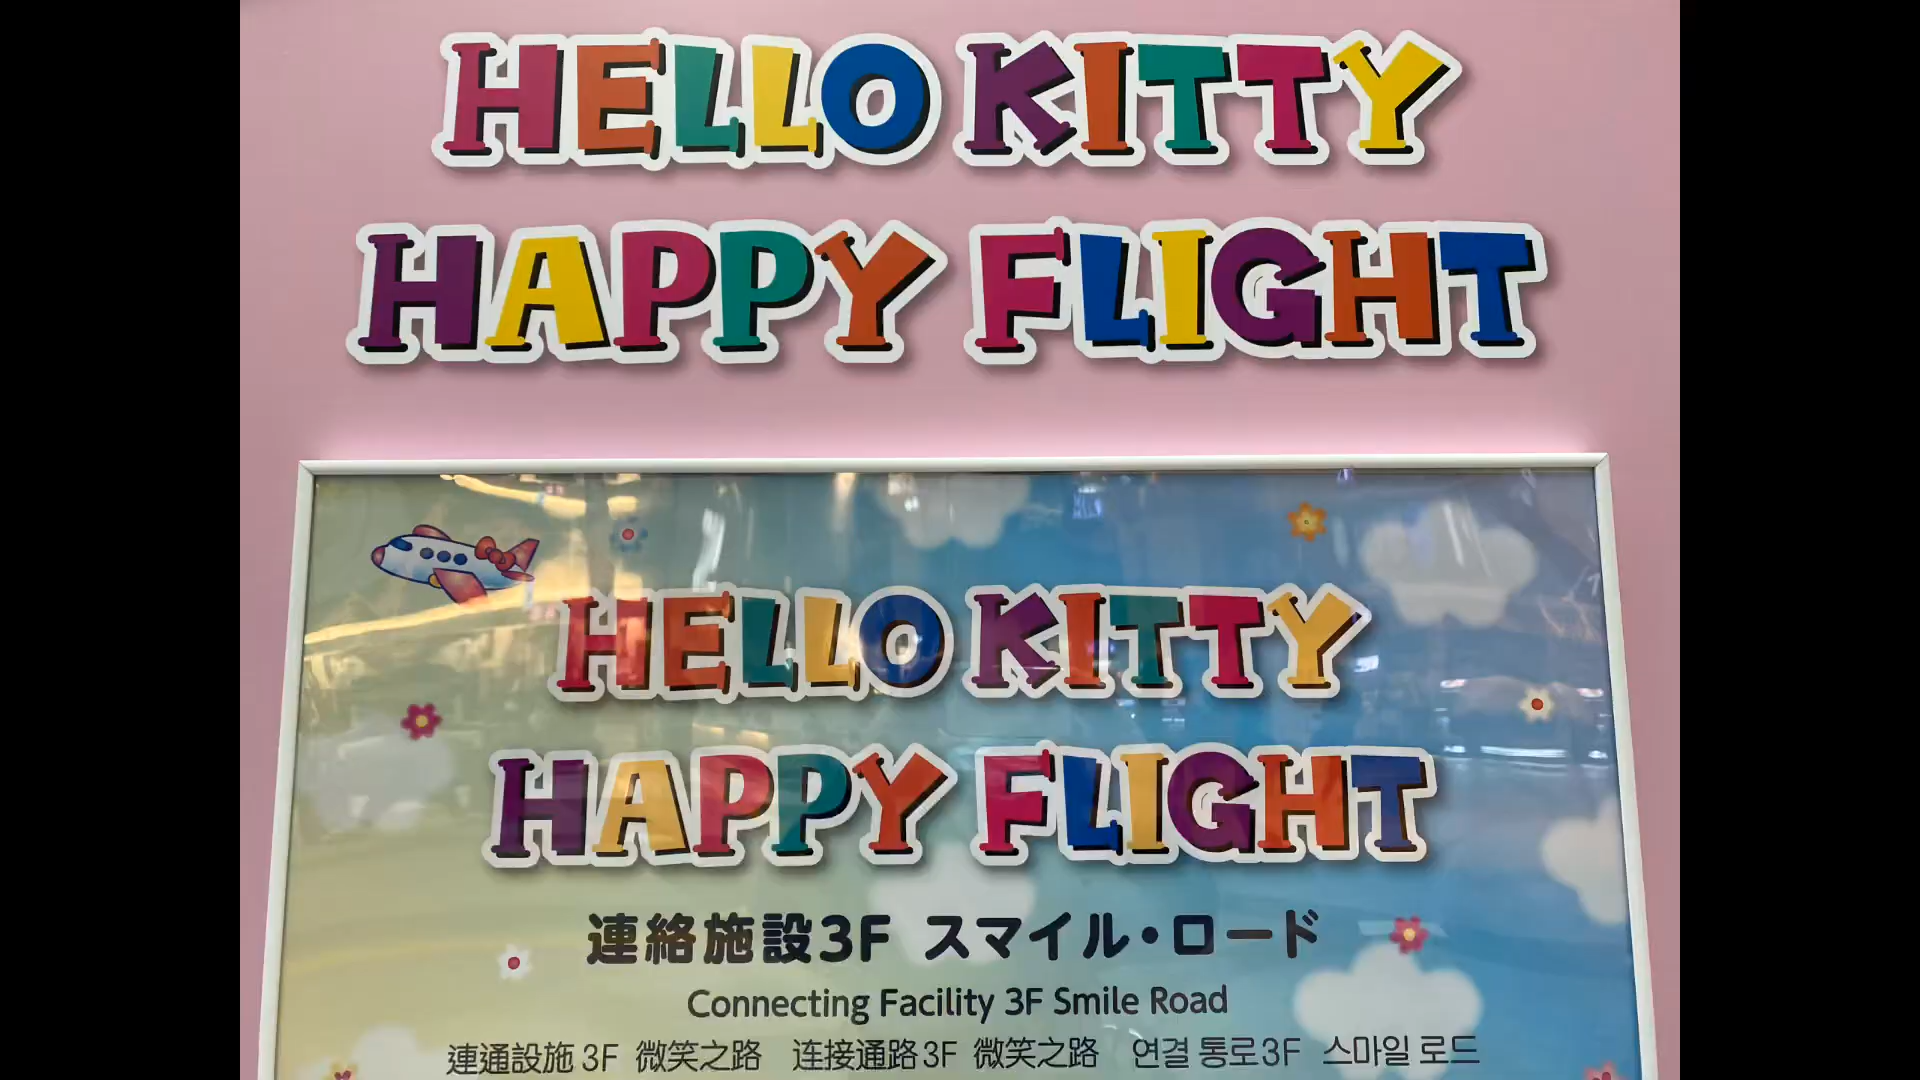 HELLO KITTY
HAPPY FLIGHT
HELLO KITTY
HAPPY FLIGHT
連絡施設3F スマイル・ロード
Connecting Facility 3F Smile Road
連通設施 3F 微笑之路 连接通路3F 微笑之路 연결 통로3F 스마일 로드